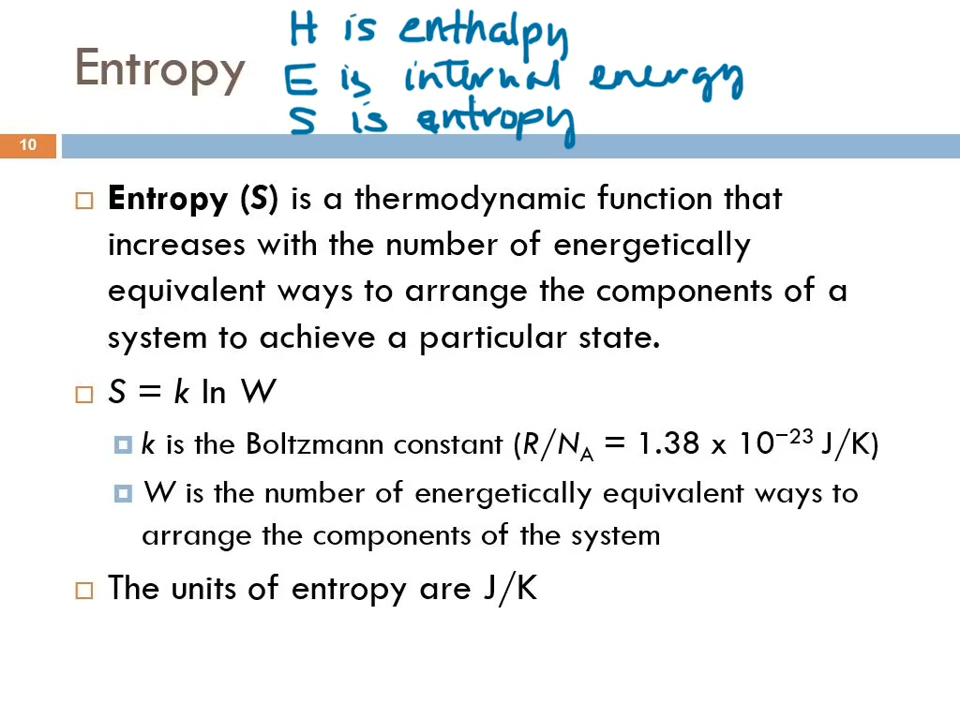 H is enthalpy
Entropy
E is internal energy
S is entropy
10
Entropy (S) is a thermodynamic function that
increases with the number of energetically
equivalent ways to arrange the components of a
system to achieve a particular state.
S = k ln W
k is the Boltzmann constant (R/N_A = 1.38 x 10⁻²³ J/K)
W is the number of energetically equivalent ways to
arrange the components of the system
The units of entropy are J/K